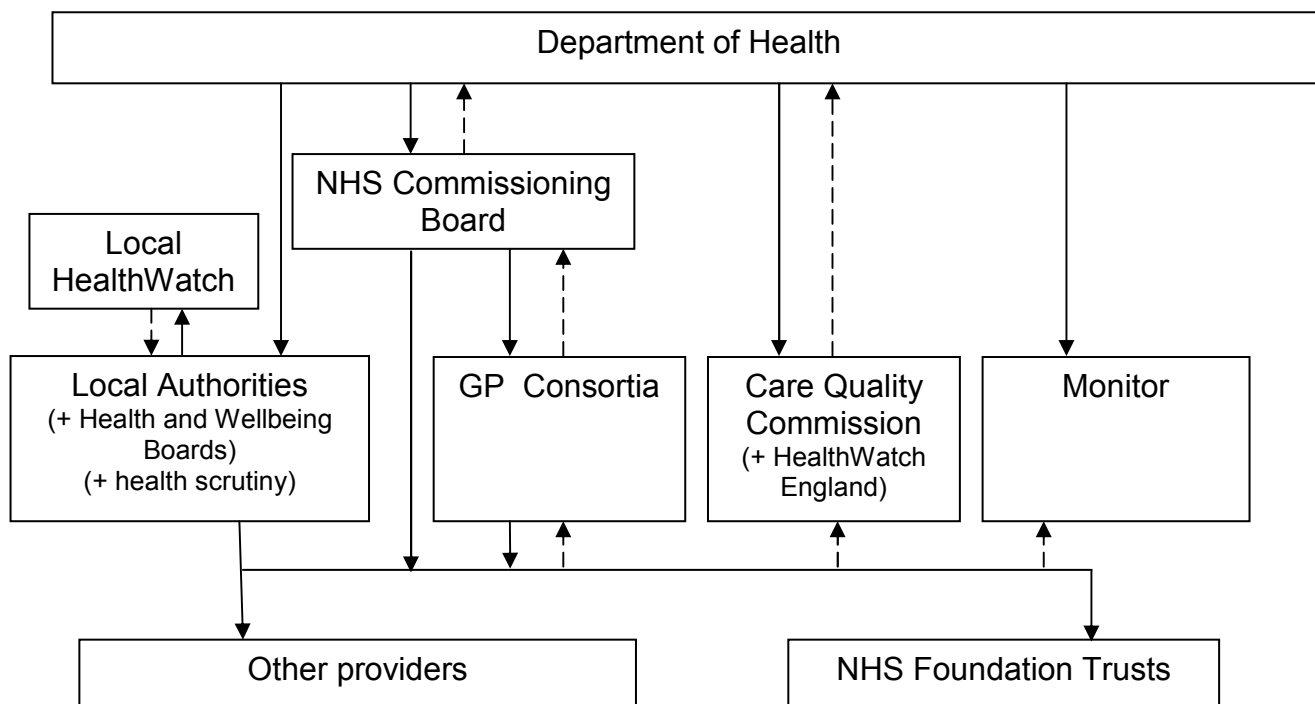 Department of Health
NHS Commissioning
Board
Local
HealthWatch
Local Authorities
(+ Health and Wellbeing
Boards)
(+ health scrutiny)
GP Consortia
Care Quality
Commission
(+ HealthWatch
England)
Monitor
Other providers
NHS Foundation Trusts